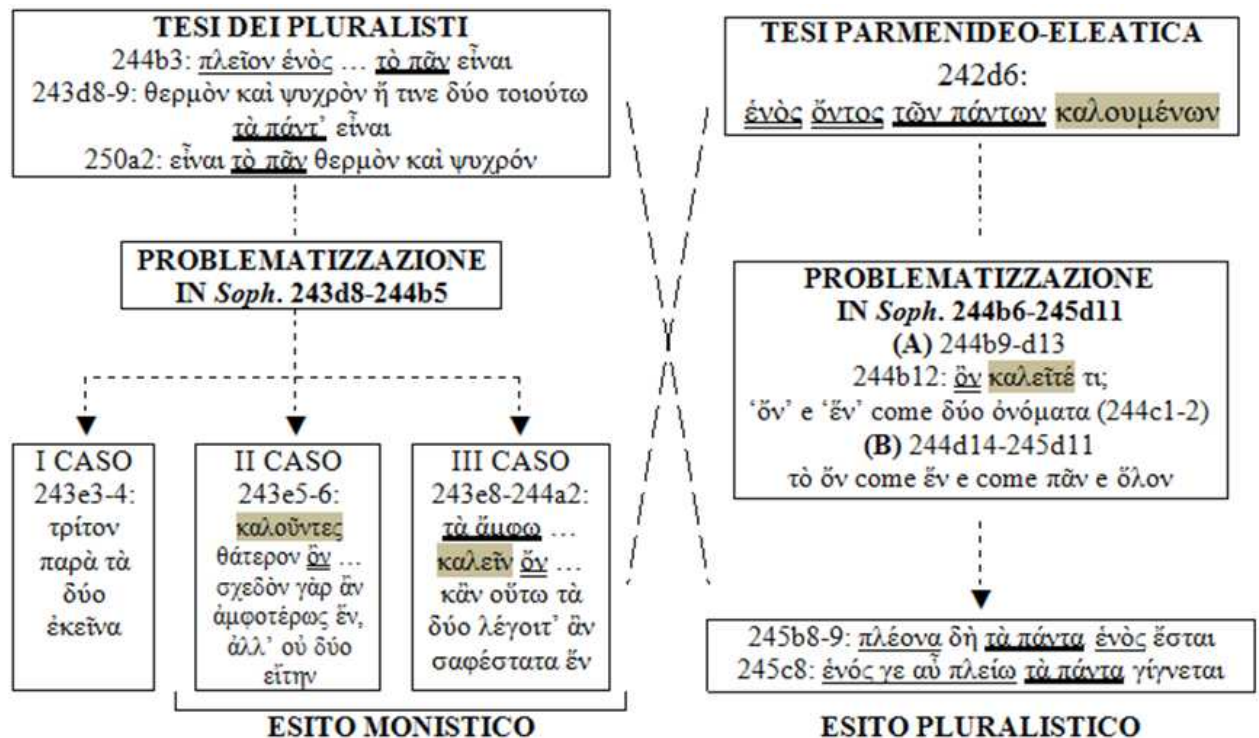 TESI DEI PLURALISTI
244b3: πλεῖον ἑνὸς … τὸ πᾶν εἶναι
243d8-9: θερμὸν καὶ ψυχρὸν ἤ τινε δύο τοιούτω
τὰ πάντ’ εἶναι
250a2: εἶναι τὸ πᾶν θερμὸν καὶ ψυχρόν
TESI PARMENIDEO-ELEATICA
242d6:
ἑνὸς ὄντος τῶν πάντων καλουμένων
PROBLEMATIZZAZIONE
IN Soph. 243d8-244b5
I CASO
243e3-4:
τρίτον
παρὰ τὰ
δύο
ἐκεῖνα
II CASO
243e5-6:
καλοῦντες
θάτερον ὂν …
σχεδὸν γὰρ ἂν
ἀμφοτέρως ἕν,
ἀλλ’ οὐ δύο
εἴτην
III CASO
243e8-244a2:
τὰ ἄμφω …
καλεῖν ὄν …
κἂν οὕτω τὰ
δύο λέγοιτ’ ἂν
σαφέστατα ἕν
ESITO MONISTICO
PROBLEMATIZZAZIONE
IN Soph. 244b6-245d11
(A) 244b9-d13
244b12: ὂν καλεῖτέ τι;
‘ὄν’ e ‘ἕν’ come δύο ὀνόματα (244c1-2)
(B) 244d14-245d11
τὸ ὄν come ἕν e come πᾶν e ὅλον
245b8-9: πλέονα δὴ τὰ πάντα ἑνὸς ἔσται
245c8: ἑνός γε αὖ πλείω τὰ πάντα γίγνεται
ESITO PLURALISTICO